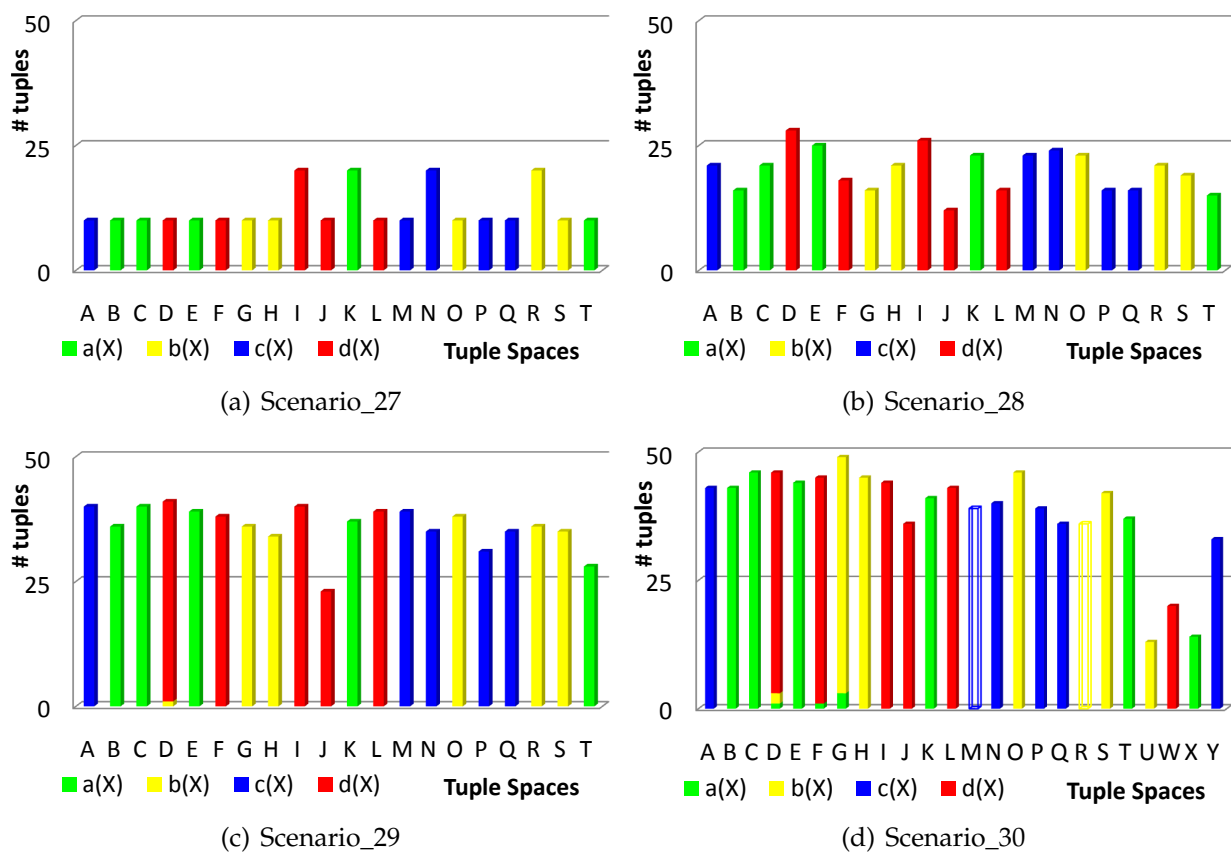 50
25
0
# tuples
A B C D E F G H I J K L M N O P Q R S T
a(X) b(X) c(X) d(X) Tuple Spaces
(a) Scenario_27
50
25
0
# tuples
A B C D E F G H I J K L M N O P Q R S T
a(X) b(X) c(X) d(X) Tuple Spaces
(b) Scenario_28
50
25
0
# tuples
A B C D E F G H I J K L M N O P Q R S T
a(X) b(X) c(X) d(X) Tuple Spaces
(c) Scenario_29
50
25
0
# tuples
A B C D E F G H I J K L M N O P Q R S T U W X Y
a(X) b(X) c(X) d(X) Tuple Spaces
(d) Scenario_30